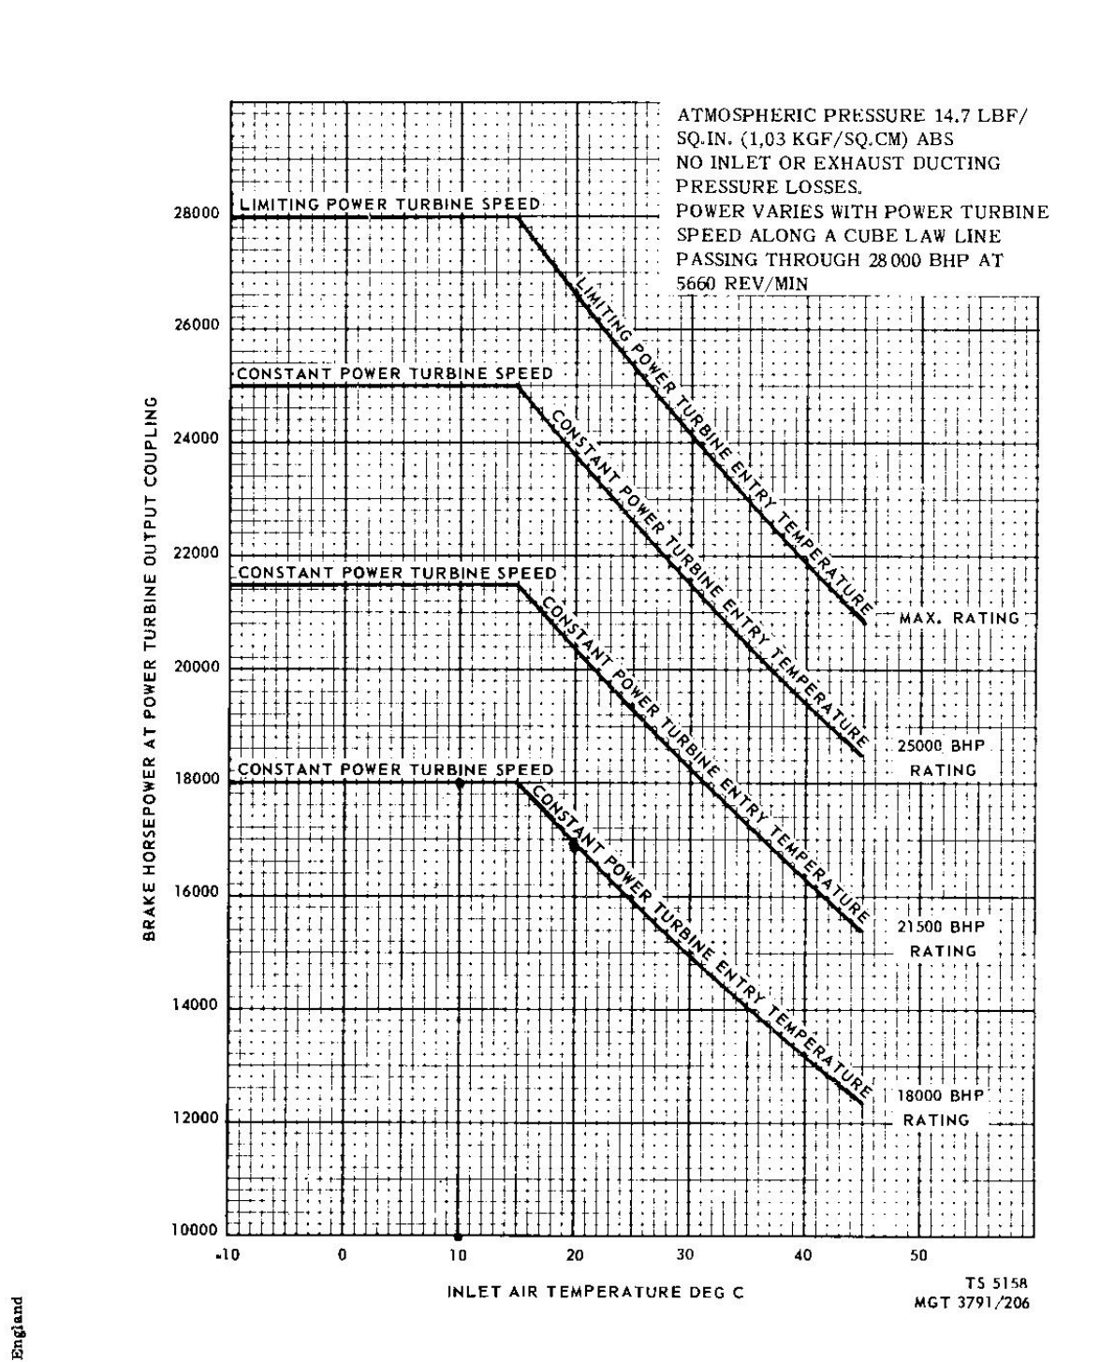 ATMOSPHERIC PRESSURE 14.7 LBF/
SQ.IN. (1,03 KGF/SQ.CM) ABS
NO INLET OR EXHAUST DUCTING
PRESSURE LOSSES.
POWER VARIES WITH POWER TURBINE
SPEED ALONG A CUBE LAW LINE
PASSING THROUGH 28000 BHP AT
5660 REV/MIN
28000
LIMITING POWER TURBINE SPEED
LIMITING POWER TURBINE ENTRY TEMPERATURE
MAX. RATING
26000
CONSTANT POWER TURBINE SPEED
CONSTANT POWER TURBINE ENTRY TEMPERATURE
25000 BHP
RATING
24000
22000
CONSTANT POWER TURBINE SPEED
CONSTANT POWER TURBINE ENTRY TEMPERATURE
21500 BHP
RATING
20000
18000
CONSTANT POWER TURBINE SPEED
CONSTANT POWER TURBINE ENTRY TEMPERATURE
18000 BHP
RATING
16000
14000
12000
10000
BRAKE HORSEPOWER AT POWER TURBINE OUTPUT COUPLING
-10 0 10 20 30 40 50
INLET AIR TEMPERATURE DEG C
TS 5158
MGT 3791/206
England